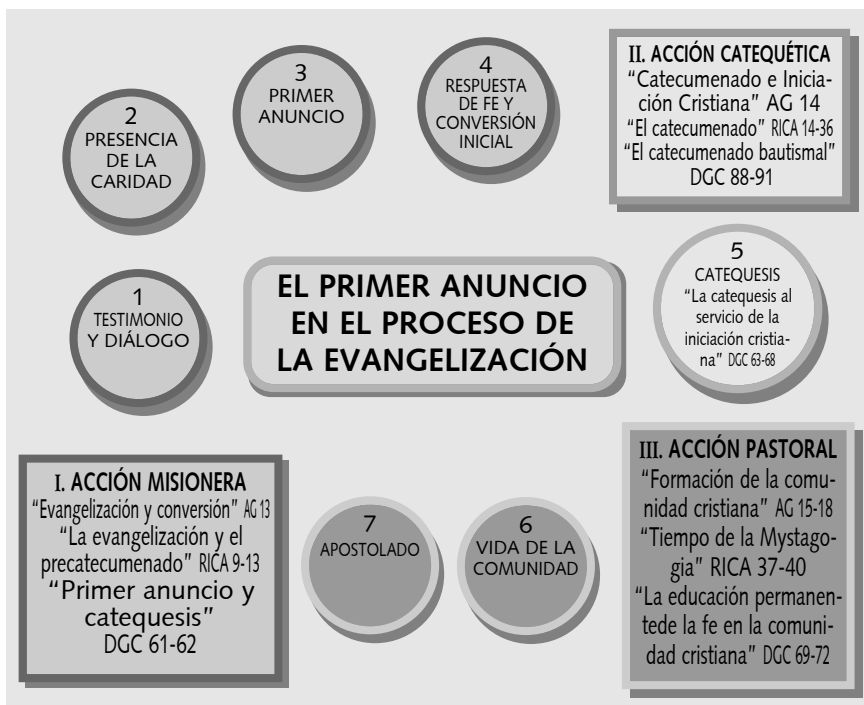 EL PRIMER ANUNCIO
EN EL PROCESO DE
LA EVANGELIZACIÓN
1
TESTIMONIO
Y DIÁLOGO
2
PRESENCIA
DE LA
CARIDAD
3
PRIMER
ANUNCIO
4
RESPUESTA
DE FE Y
CONVERSIÓN
INICIAL
II. ACCIÓN CATEQUÉTICA
“Catecumenado e Inicia-
ción Cristiana” AG 14
“El catecumenado” RICA 14-36
“El catecumenado bautismal”
DGC 88-91
5
CATEQUESIS
“La catequesis al
servicio de la
iniciación cristia-
na” DGC 63-68
III. ACCIÓN PASTORAL
“Formación de la comu-
nidad cristiana” AG 15-18
“Tiempo de la Mystago-
gia” RICA 37-40
“La educación permanen-
tede la fe en la comuni-
dad cristiana” DGC 69-72
6
VIDA DE LA
COMUNIDAD
7
APOSTOLADO
I. ACCIÓN MISIONERA
“Evangelización y conversión” AG 13
“La evangelización y el
precatecumenado” RICA 9-13
“Primer anuncio y
catequesis”
DGC 61-62